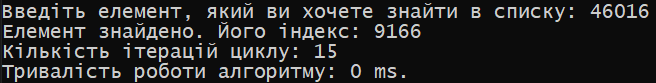 Введіть елемент, який ви хочете знайти в списку: 46016
Елемент знайдено. Його індекс: 9166
Кількість ітерацій циклу: 15
Тривалість роботи алгоритму: 0 ms.